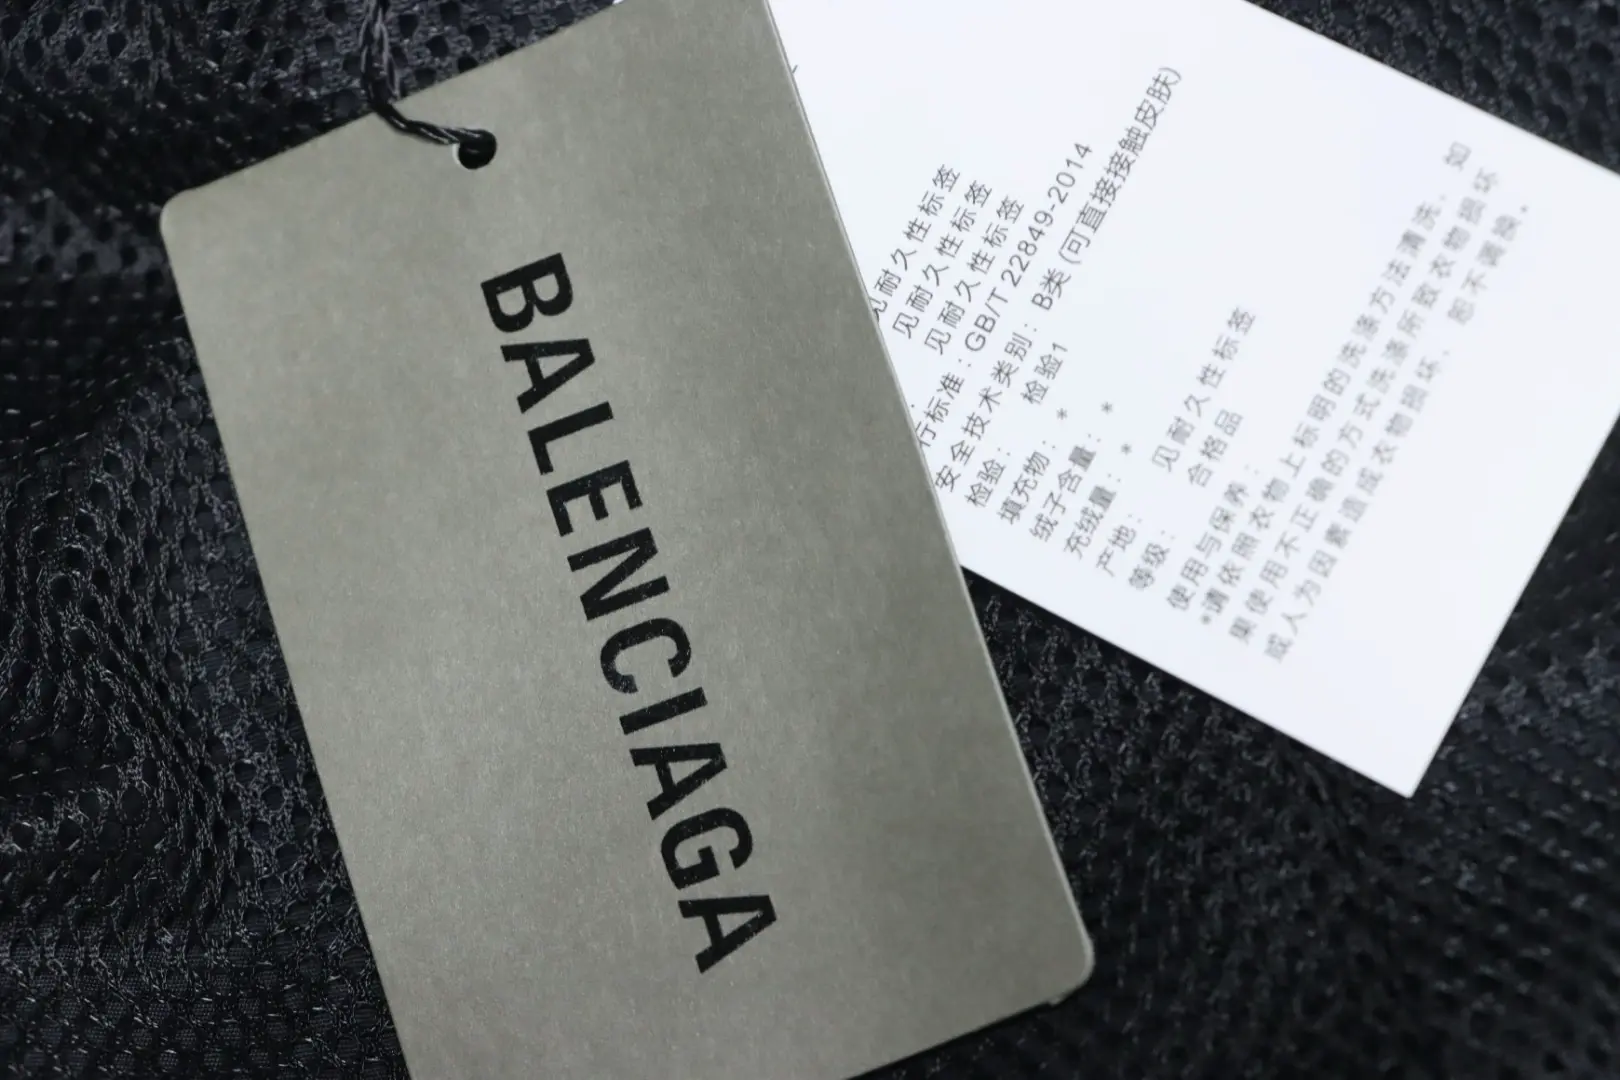 BALENCIAGA
见耐久性标签
见耐久性标签
见耐久性标签
行标准：GB/T 22849-2014
安全技术类别：B类 (可直接接触皮肤)
检验：检验1
填充物：*
绒子含量：*
充绒量：*
产地：见耐久性标签
等级：合格品
使用与保养：
*请依照衣物上标明的洗涤方法清洗，如
果使用不正确的方式洗涤所致衣物损坏
或人为因素造成衣物损坏，恕不调换。